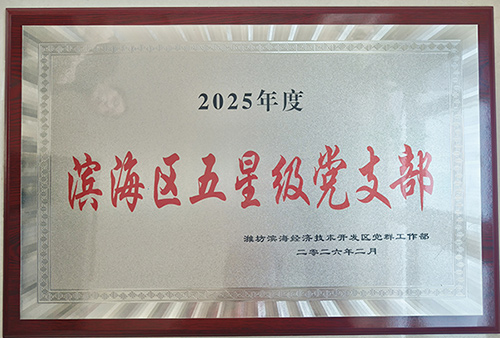 2025年度
滨海区五星级党支部
潍坊滨海经济技术开发区党群工作部
二零二六年二月